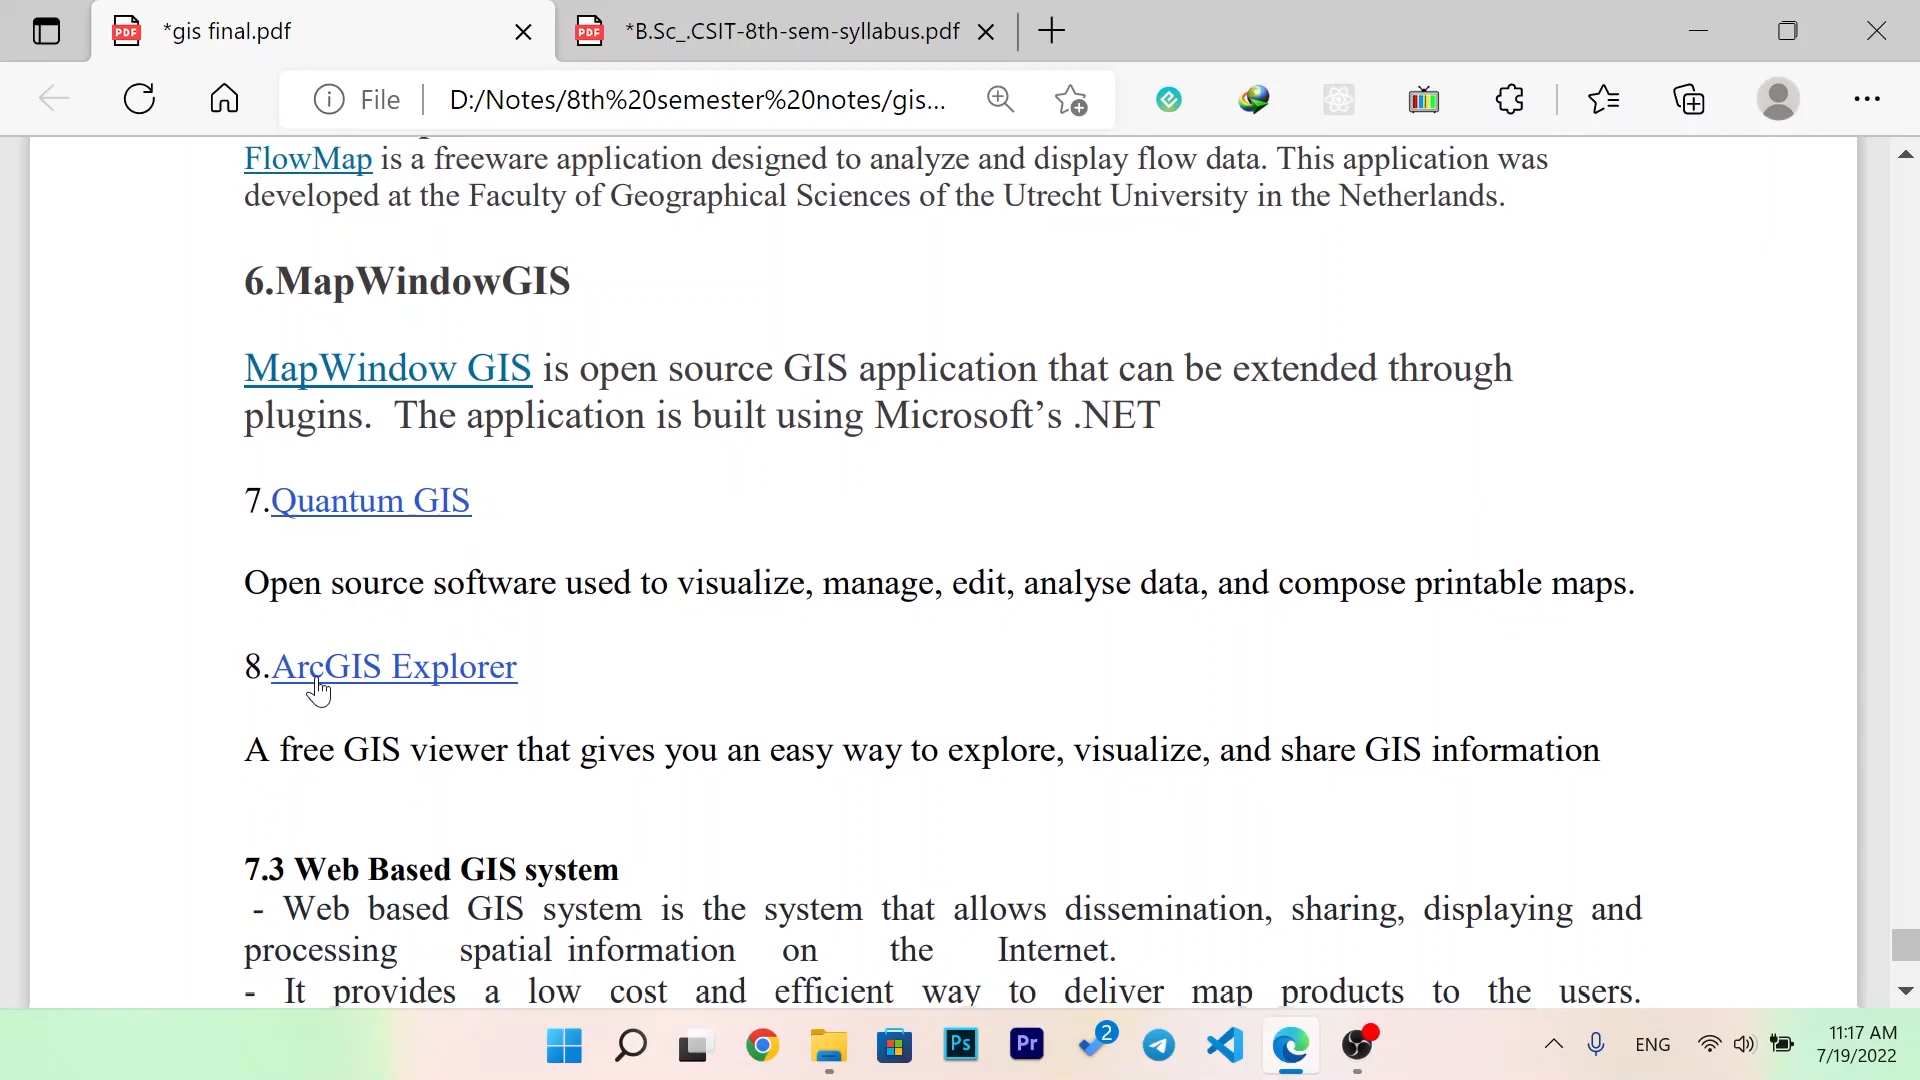 *gis final.pdf
*B.Sc_.CSIT-8th-sem-syllabus.pdf
File
D:/Notes/8th%20semester%20notes/gis...
FlowMap is a freeware application designed to analyze and display flow data. This application was
developed at the Faculty of Geographical Sciences of the Utrecht University in the Netherlands.
6.MapWindowGIS
MapWindow GIS is open source GIS application that can be extended through
plugins. The application is built using Microsoft’s .NET
7.Quantum GIS
Open source software used to visualize, manage, edit, analyse data, and compose printable maps.
8.ArcGIS Explorer
A free GIS viewer that gives you an easy way to explore, visualize, and share GIS information
7.3 Web Based GIS system
- Web based GIS system is the system that allows dissemination, sharing, displaying and
processing spatial information on the Internet.
- It provides a low cost and efficient way to deliver map products to the users.
Ps
Pr
2
ENG
11:17 AM
7/19/2022